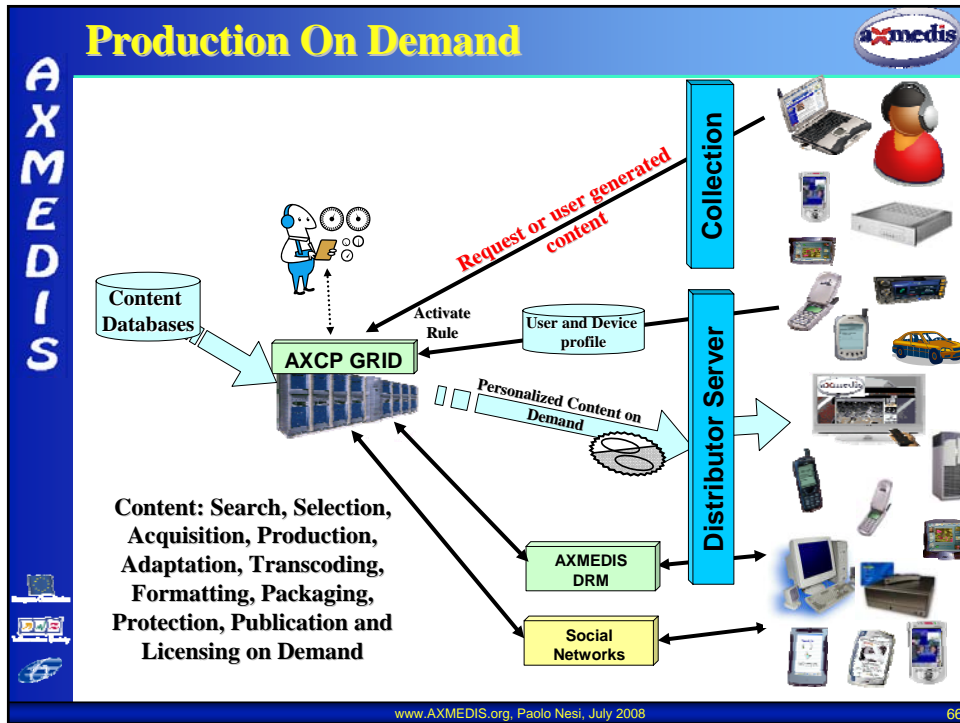 Production On Demand
axmedis
AXMEDIS
Collection
Request or user generated
content
Content
Databases
Activate
Rule
User and Device
profile
AXCP GRID
Personalized Content on
Demand
Distributor Server
axmedis
Content: Search, Selection,
Acquisition, Production,
Adaptation, Transcoding,
Formatting, Packaging,
Protection, Publication and
Licensing on Demand
AXMEDIS
DRM
Social
Networks
www.AXMEDIS.org, Paolo Nesi, July 2008
66